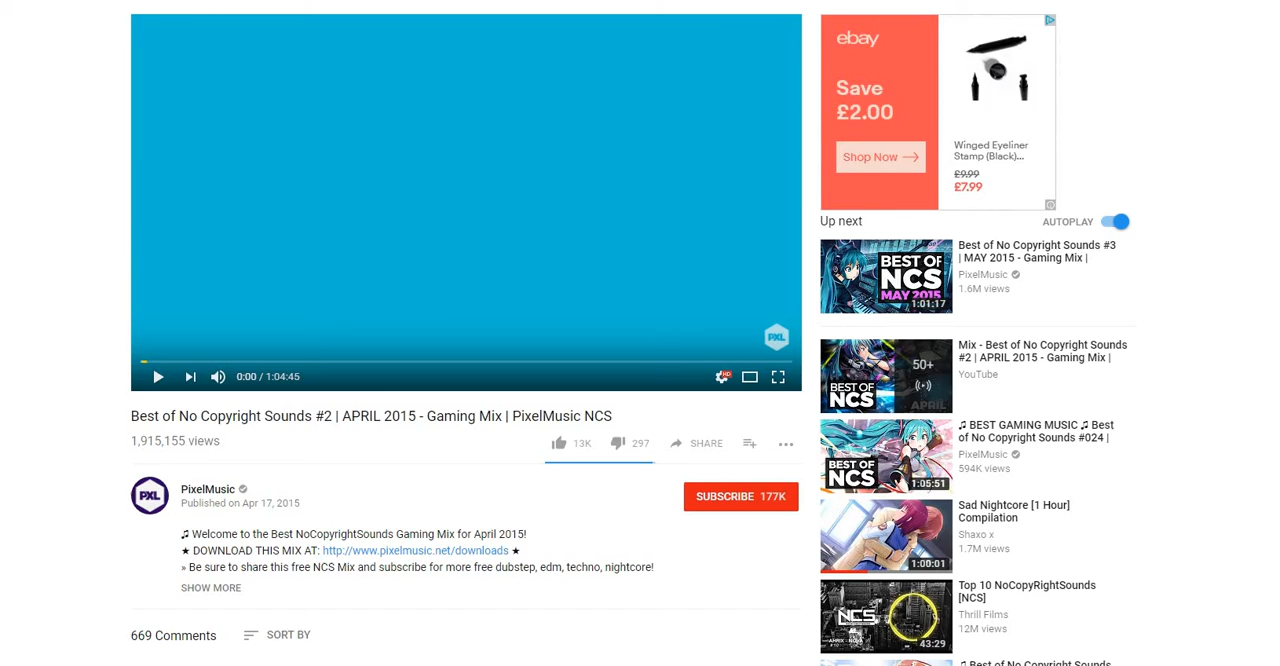 PXL
0:00 / 1:04:45
HD
Best of No Copyright Sounds #2 | APRIL 2015 - Gaming Mix | PixelMusic NCS
1,915,155 views
13K
297
SHARE
PXL
PixelMusic
Published on Apr 17, 2015
SUBSCRIBE 177K
♫ Welcome to the Best NoCopyrightSounds Gaming Mix for April 2015!
★ DOWNLOAD THIS MIX AT: http://www.pixelmusic.net/downloads ★
» Be sure to share this free NCS Mix and subscribe for more free dubstep, edm, techno, nightcore!
SHOW MORE
669 Comments
SORT BY
ebay
Save
£2.00
Shop Now
Winged Eyeliner
Stamp (Black)...
£9.99
£7.99
Up next
AUTOPLAY
BEST OF
NCS
MAY 2015
1:01:17
Best of No Copyright Sounds #3
| MAY 2015 - Gaming Mix |
PixelMusic
1.6M views
BEST OF
NCS
50+
APRIL
Mix - Best of No Copyright Sounds
#2 | APRIL 2015 - Gaming Mix |
YouTube
BEST OF
NCS
1:05:51
♫ BEST GAMING MUSIC ♫ Best
of No Copyright Sounds #024 |
PixelMusic
594K views
1:00:01
Sad Nightcore [1 Hour]
Compilation
Shaxo x
1.7M views
NCS
43:29
Top 10 NoCopyRightSounds
[NCS]
Thrill Films
12M views
♫ Best of No Copyright Sounds